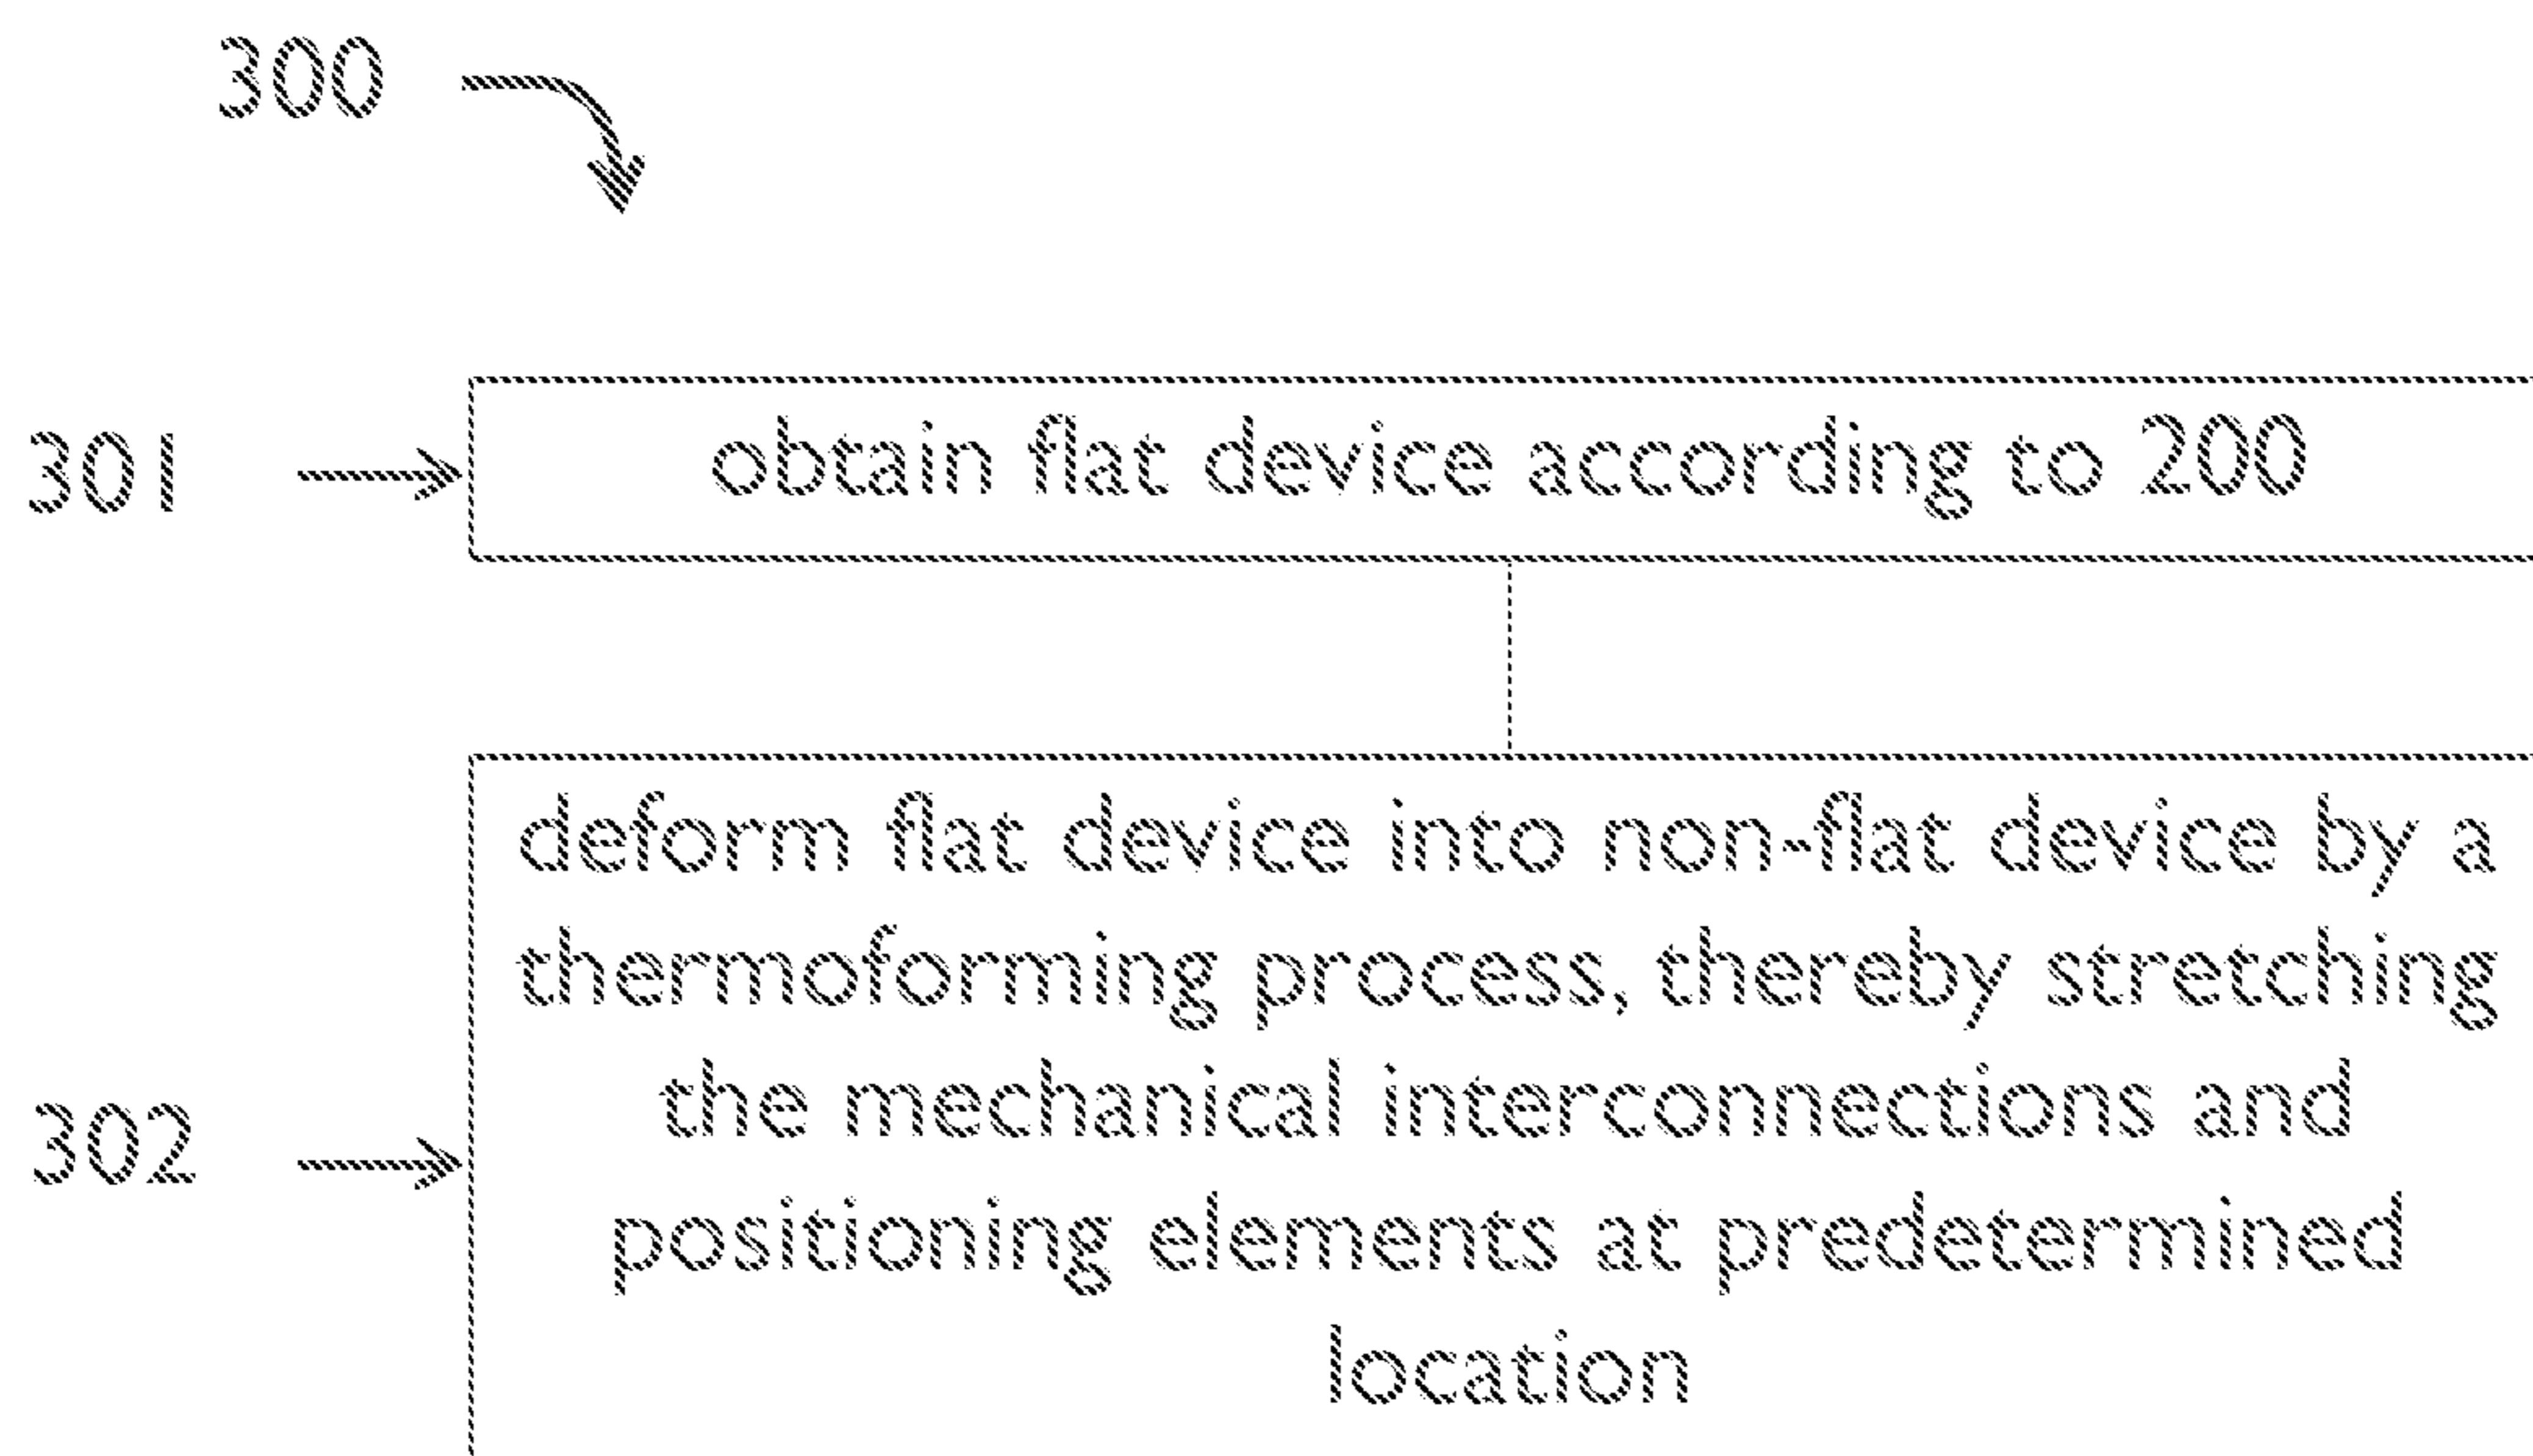 300
301
obtain flat device according to 200
deform flat device into non-flat device by a
thermoforming process, thereby stretching
the mechanical interconnections and
302
positioning elements at predetermined
location